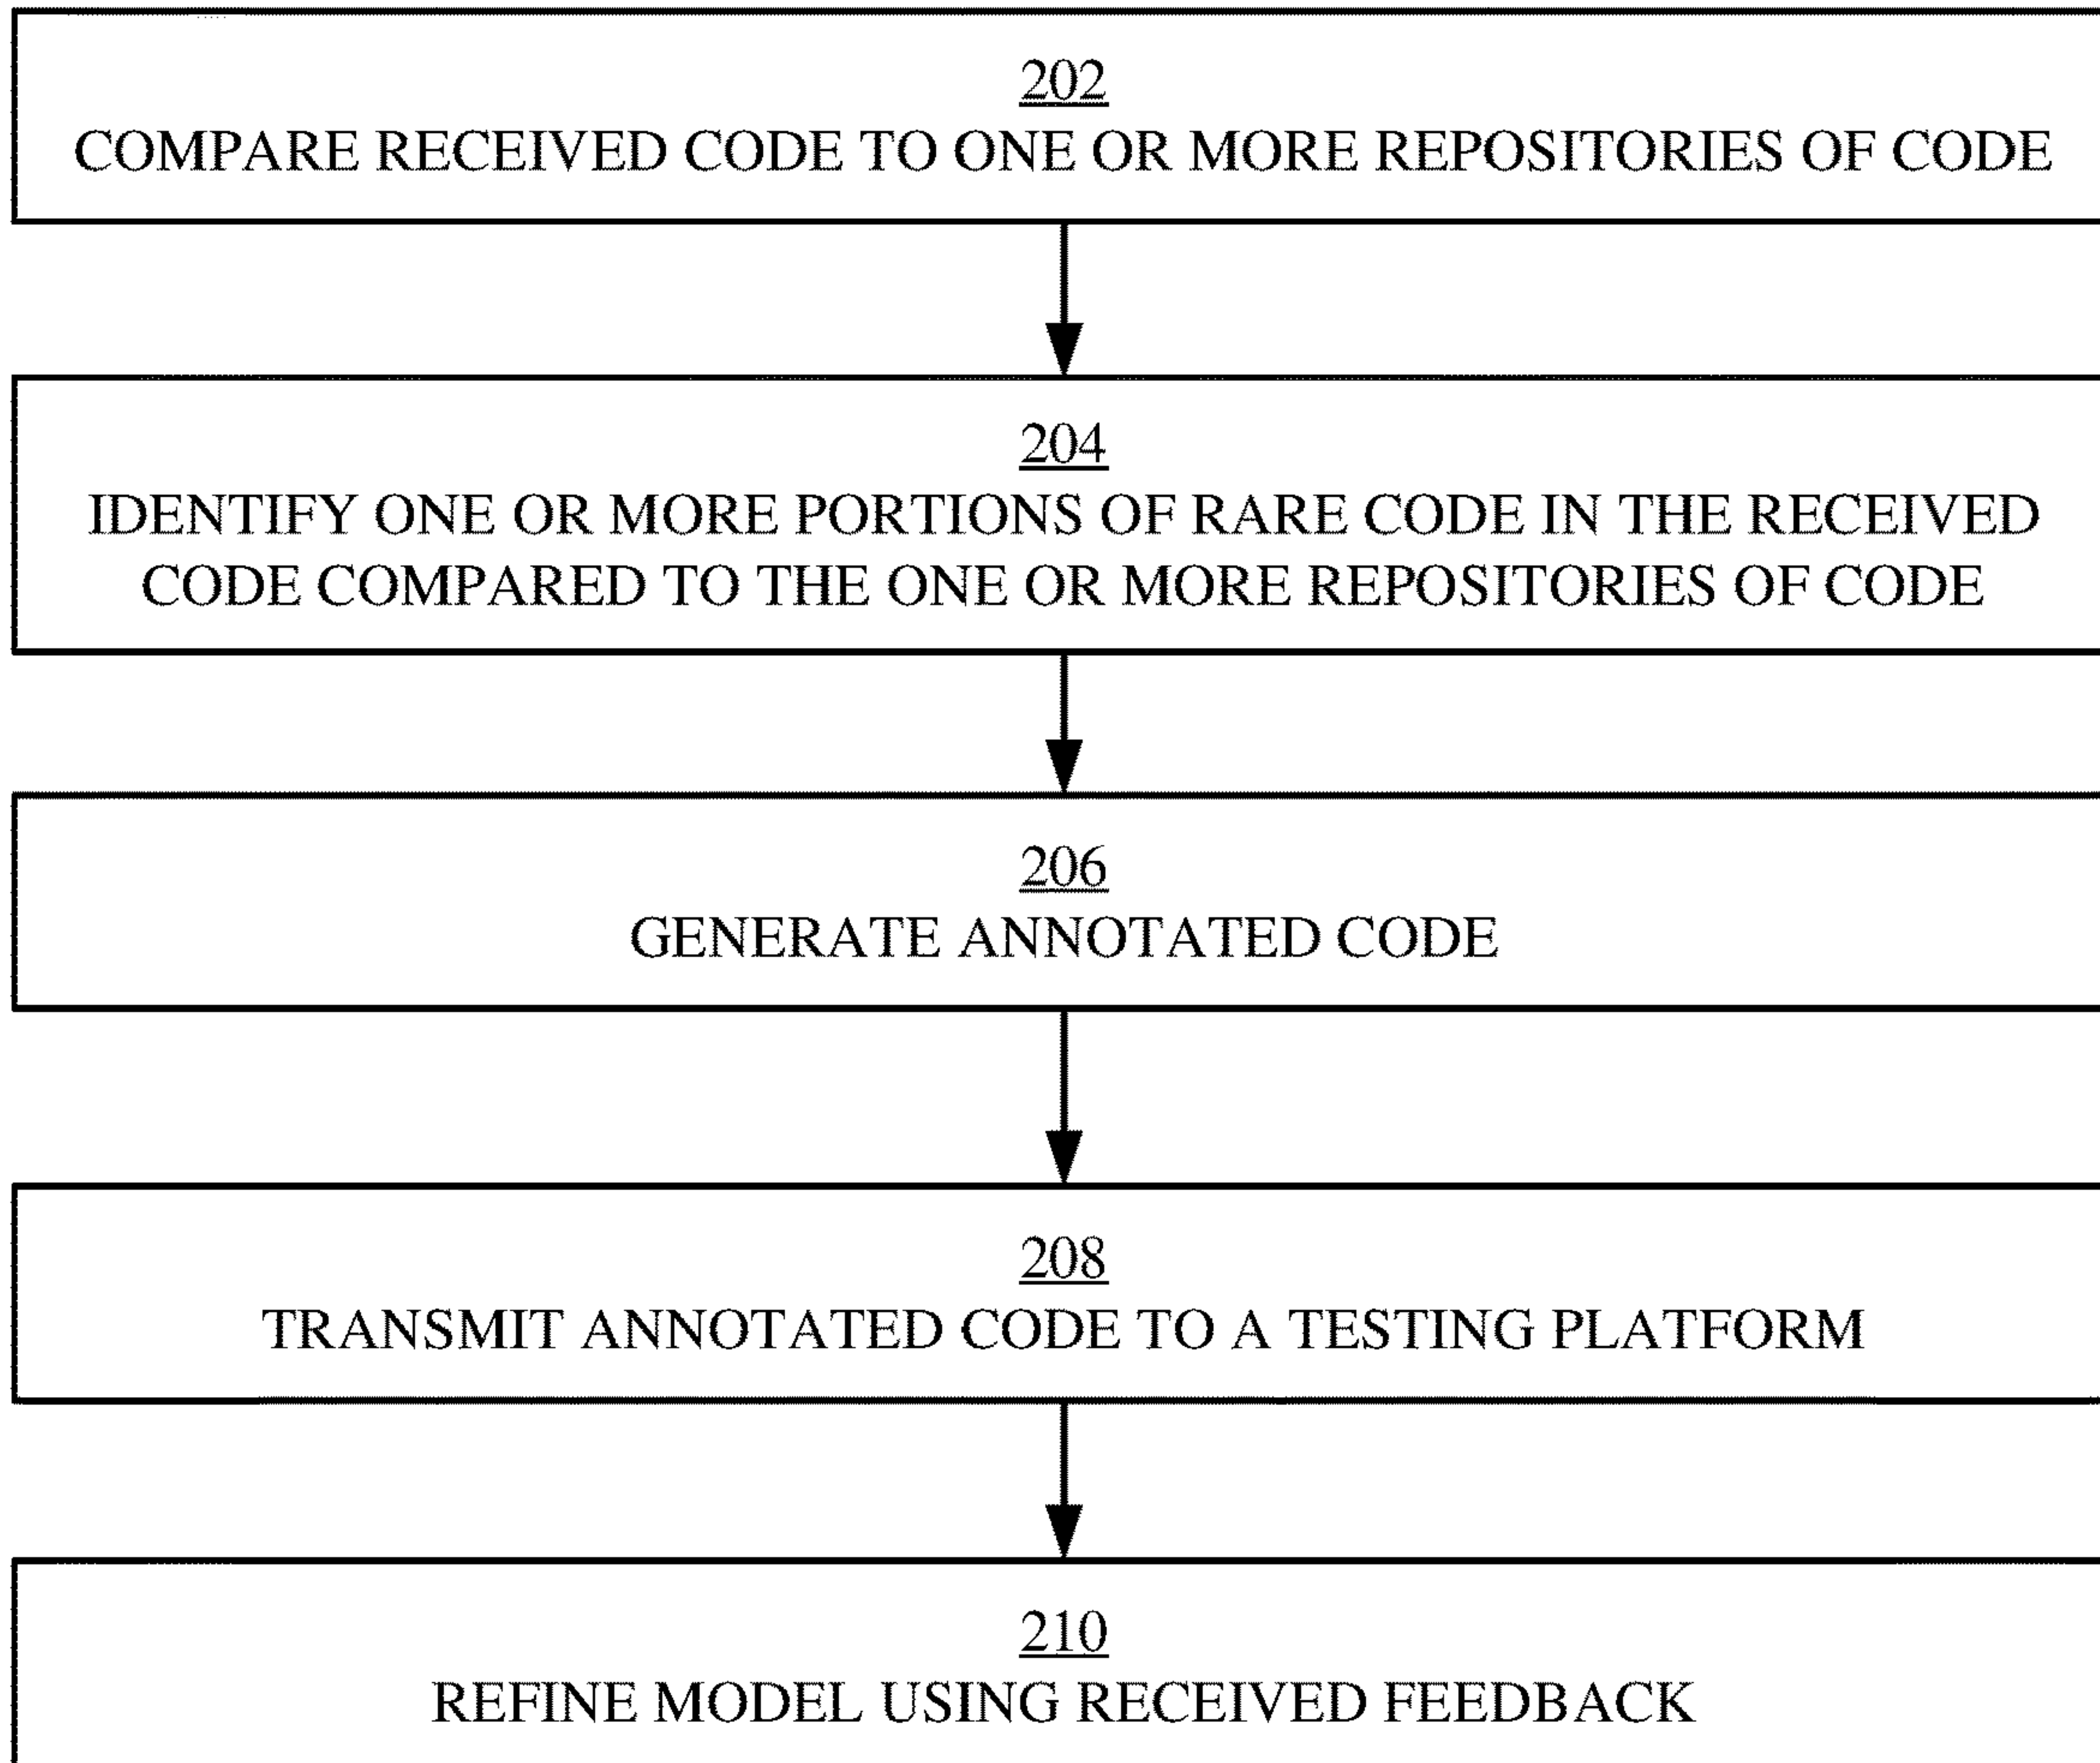 202
COMPARE RECEIVED CODE TO ONE OR MORE REPOSITORIES OF CODE
204
IDENTIFY ONE OR MORE PORTIONS OF RARE CODE IN THE RECEIVED
CODE COMPARED TO THE ONE OR MORE REPOSITORIES OF CODE
206
GENERATE ANNOTATED CODE
208
TRANSMIT ANNOTATED CODE TO A TESTING PLATFORM
210
REFINE MODEL USING RECEIVED FEEDBACK